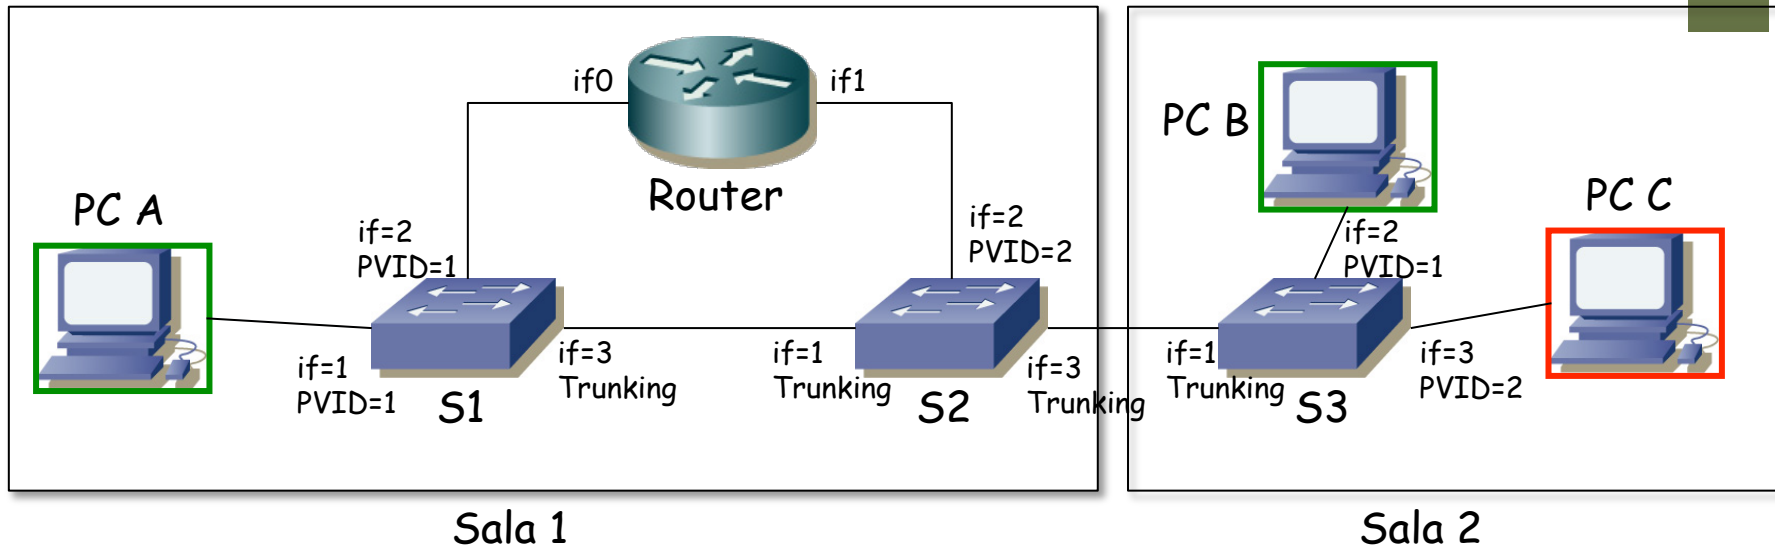 if0
if1
Router
PC A
if=2
PVID=1
if=1
PVID=1
S1
if=3
Trunking
if=2
PVID=2
if=1
Trunking
S2
if=3
Trunking
PC B
PC C
if=2
PVID=1
if=1
Trunking
S3
if=3
PVID=2
Sala 1
Sala 2